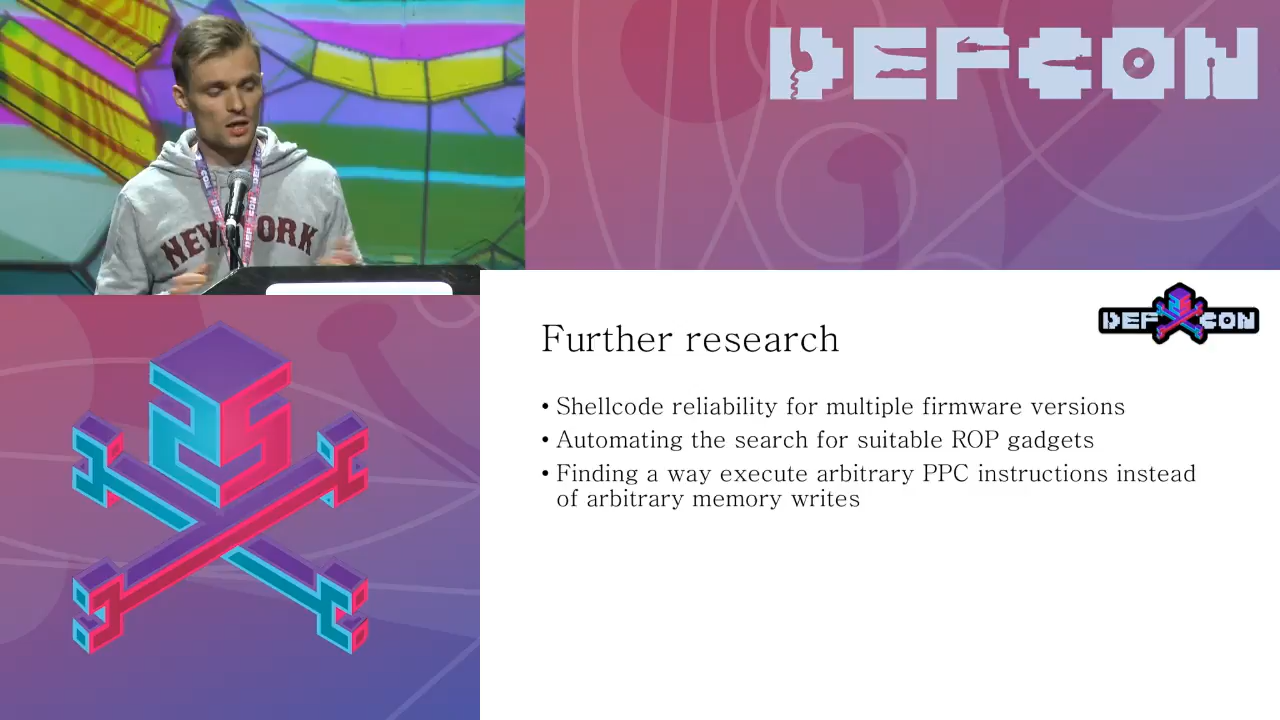 DEFCON
NEW YORK
DEF CON
Further research
• Shellcode reliability for multiple firmware versions
• Automating the search for suitable ROP gadgets
• Finding a way execute arbitrary PPC instructions instead
of arbitrary memory writes